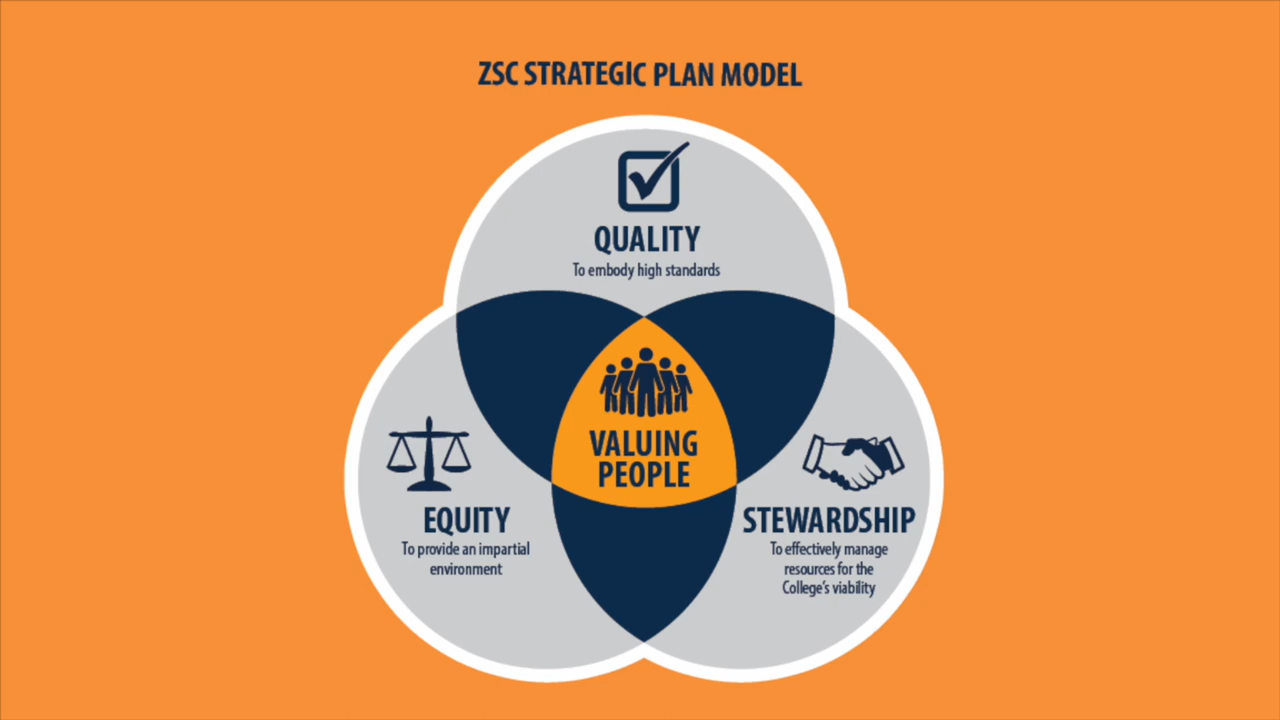 ZSC STRATEGIC PLAN MODEL
QUALITY
To embody high standards
VALUING
PEOPLE
EQUITY
To provide an impartial
environment
STEWARDSHIP
To effectively manage
resources for the
College's viability